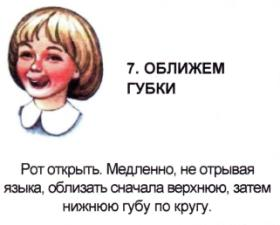 7. ОБЛИЖЕМ
ГУБКИ
Рот открыть. Медленно, не отрывая
языка, облизать сначала верхнюю, затем
нижнюю губу по кругу.